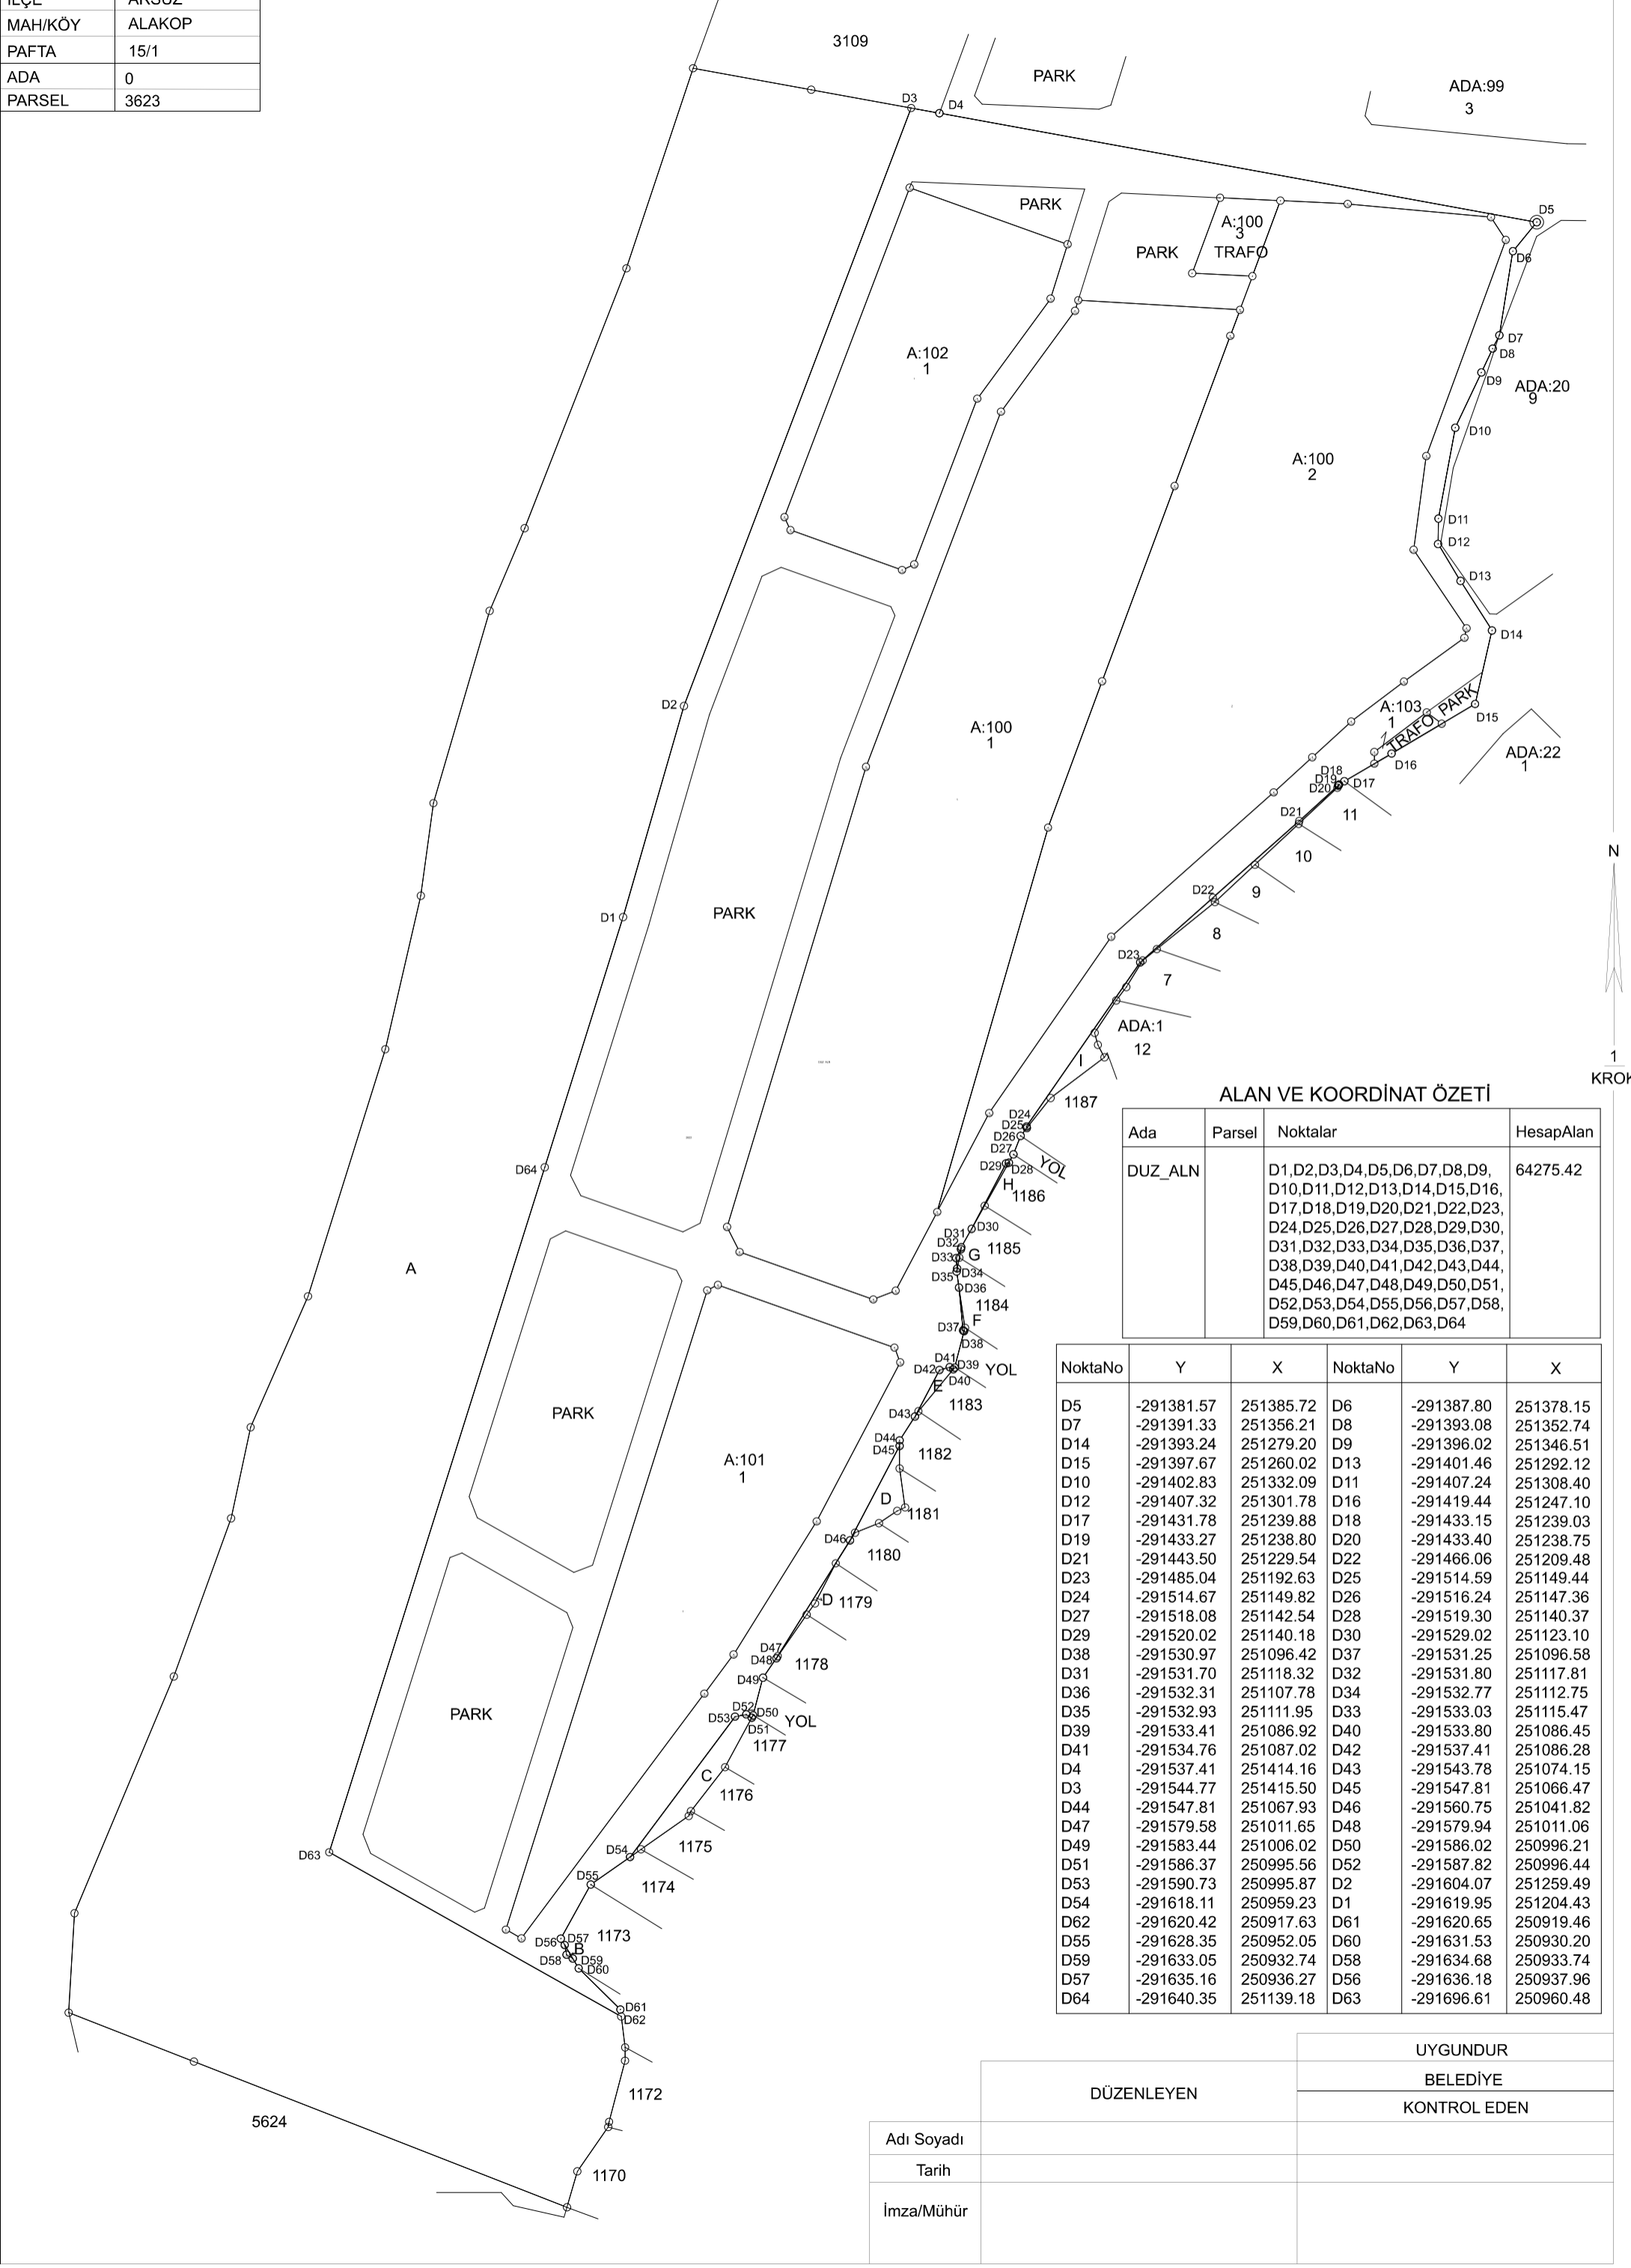 İLÇE ARSUZ
MAH/KÖY ALAKOP
PAFTA 15/1
ADA 0
PARSEL 3623
3109
PARK
ADA:99
3
D3
D4
D5
PARK
A:100
3
PARK
TRAFO
D6
D7
D8
D9
A:102
1
ADA:20
9
D10
A:100
2
D11
D12
D13
D14
D2
A:103
1
TRAFO
PARK
D15
A:100
1
D16
ADA:22
1
D18
D19
D17
D20
11
D21
10
N
9
D22
PARK
D1
8
D23
7
ADA:1
12
I
1
KROK
1187
D24
D25
D26
D27
YOL
D64
D29
D28
H
1186
D30
D31
D32
1185
D33
G
D34
D35
D36
1184
A
F
D37
D38
D41
D39
YOL
D42
D40
E
1183
PARK
D43
D44
D45
1182
A:101
1
D
1181
D46
1180
D
1179
D47
D48
1178
D49
D52
D50
D53
YOL
D51
PARK
1177
C
1176
D63
1175
D54
D55
1174
1173
D56
D57
B
D58
D59
D60
D61
D62
1172
5624
1170
ALAN VE KOORDİNAT ÖZETİ
Ada Parsel Noktalar HesapAlan
DUZ_ALN D1,D2,D3,D4,D5,D6,D7,D8,D9, 64275.42
D10,D11,D12,D13,D14,D15,D16,
D17,D18,D19,D20,D21,D22,D23,
D24,D25,D26,D27,D28,D29,D30,
D31,D32,D33,D34,D35,D36,D37,
D38,D39,D40,D41,D42,D43,D44,
D45,D46,D47,D48,D49,D50,D51,
D52,D53,D54,D55,D56,D57,D58,
D59,D60,D61,D62,D63,D64
NoktaNo Y X NoktaNo Y X
D5 -291381.57 251385.72 D6 -291387.80 251378.15
D7 -291391.33 251356.21 D8 -291393.08 251352.74
D14 -291393.24 251279.20 D9 -291396.02 251346.51
D15 -291397.67 251260.02 D13 -291401.46 251292.12
D10 -291402.83 251332.09 D11 -291407.24 251308.40
D12 -291407.32 251301.78 D16 -291419.44 251247.10
D17 -291431.78 251239.88 D18 -291433.15 251239.03
D19 -291433.27 251238.80 D20 -291433.40 251238.75
D21 -291443.50 251229.54 D22 -291466.06 251209.48
D23 -291485.04 251192.63 D25 -291514.59 251149.44
D24 -291514.67 251149.82 D26 -291516.24 251147.36
D27 -291518.08 251142.54 D28 -291519.30 251140.37
D29 -291520.02 251140.18 D30 -291529.02 251123.10
D38 -291530.97 251096.42 D37 -291531.25 251096.58
D31 -291531.70 251118.32 D32 -291531.80 251117.81
D36 -291532.31 251107.78 D34 -291532.77 251112.75
D35 -291532.93 251111.95 D33 -291533.03 251115.47
D39 -291533.41 251086.92 D40 -291533.80 251086.45
D41 -291534.76 251087.02 D42 -291537.41 251086.28
D4 -291537.41 251414.16 D43 -291543.78 251074.15
D3 -291544.77 251415.50 D45 -291547.81 251066.47
D44 -291547.81 251067.93 D46 -291560.75 251041.82
D47 -291579.58 251011.65 D48 -291579.94 251011.06
D49 -291583.44 251006.02 D50 -291586.02 250996.21
D51 -291586.37 250995.56 D52 -291587.82 250996.44
D53 -291590.73 250995.87 D2 -291604.07 251259.49
D54 -291618.11 250959.23 D1 -291619.95 251204.43
D62 -291620.42 250917.63 D61 -291620.65 250919.46
D55 -291628.35 250952.05 D60 -291631.53 250930.20
D59 -291633.05 250932.74 D58 -291634.68 250933.74
D57 -291635.16 250936.27 D56 -291636.18 250937.96
D64 -291640.35 251139.18 D63 -291696.61 250960.48
UYGUNDUR
DÜZENLEYEN BELEDİYE
KONTROL EDEN
Adı Soyadı
Tarih
İmza/Mühür